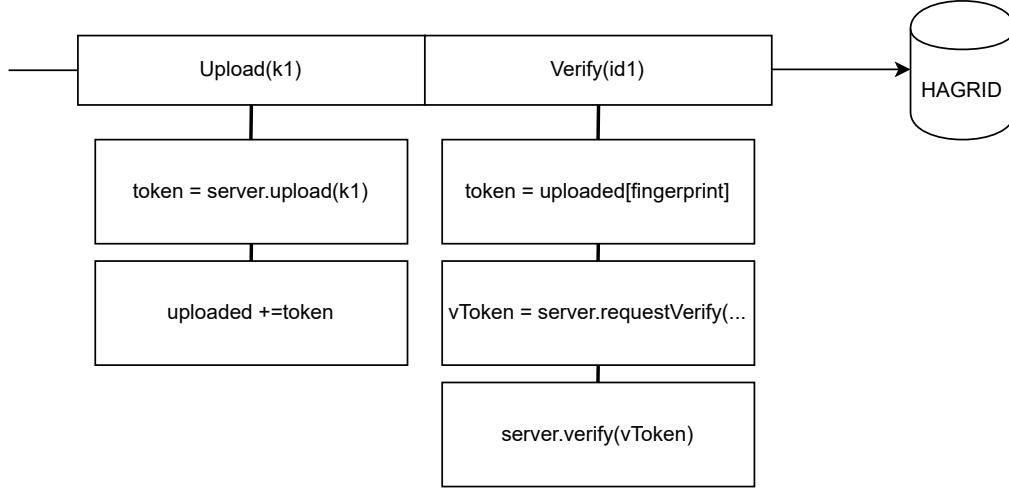 Upload(k1)
Verify(id1)
HAGRID
token = server.upload(k1)
token = uploaded[fingerprint]
uploaded +=token
vToken = server.requestVerify(...
server.verify(vToken)